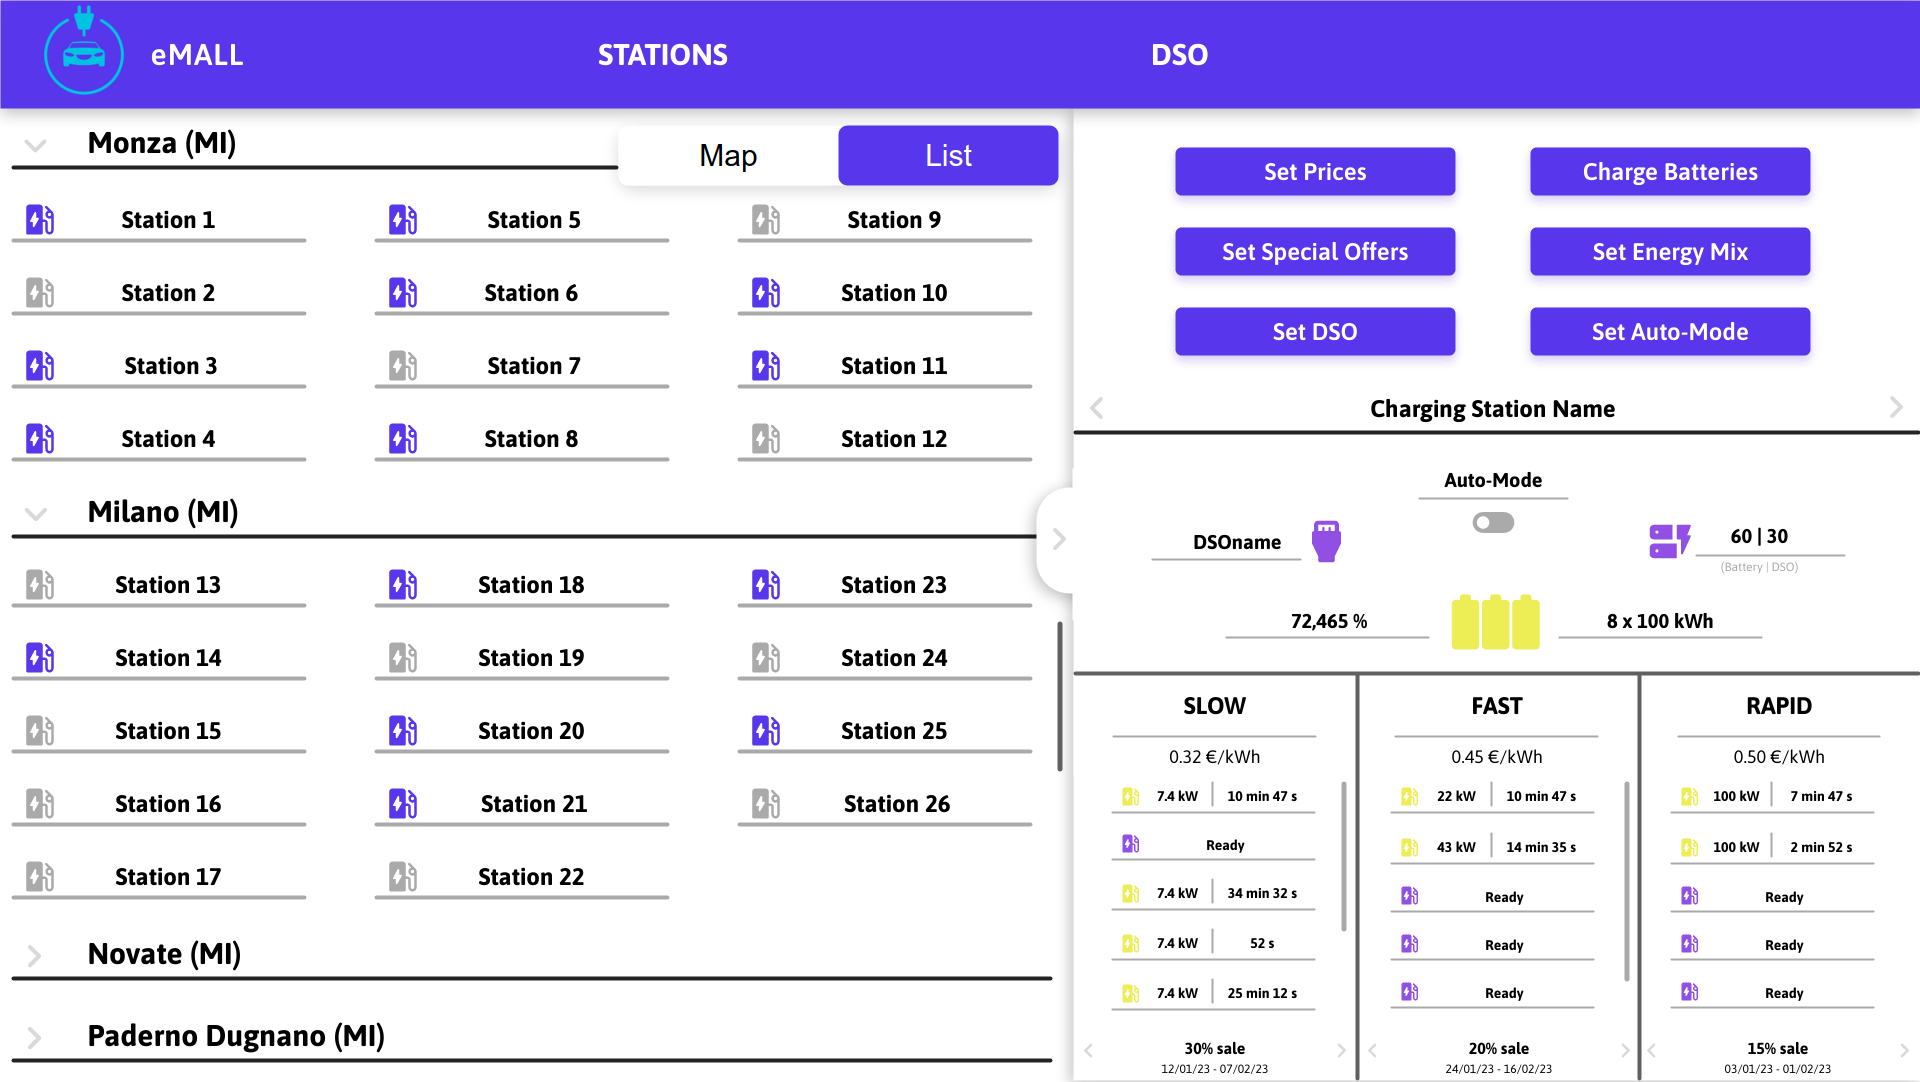 eMALL
STATIONS
DSO
Monza (MI)
Map
List
Station 1
Station 5
Station 9
Station 2
Station 6
Station 10
Station 3
Station 7
Station 11
Station 4
Station 8
Station 12
Milano (MI)
Station 13
Station 18
Station 23
Station 14
Station 19
Station 24
Station 15
Station 20
Station 25
Station 16
Station 21
Station 26
Station 17
Station 22
Novate (MI)
Paderno Dugnano (MI)
Set Prices
Charge Batteries
Set Special Offers
Set Energy Mix
Set DSO
Set Auto-Mode
Charging Station Name
Auto-Mode
DSOname
60 | 30
(Battery | DSO)
72,465 %
8 x 100 kWh
SLOW
0.32 €/kWh
7.4 kW 10 min 47 s
Ready
7.4 kW 34 min 32 s
7.4 kW 52 s
7.4 kW 25 min 12 s
30% sale
12/01/23 - 07/02/23
FAST
0.45 €/kWh
22 kW 10 min 47 s
43 kW 14 min 35 s
Ready
Ready
Ready
20% sale
24/01/23 - 16/02/23
RAPID
0.50 €/kWh
100 kW 7 min 47 s
100 kW 2 min 52 s
Ready
Ready
Ready
15% sale
03/01/23 - 01/02/23